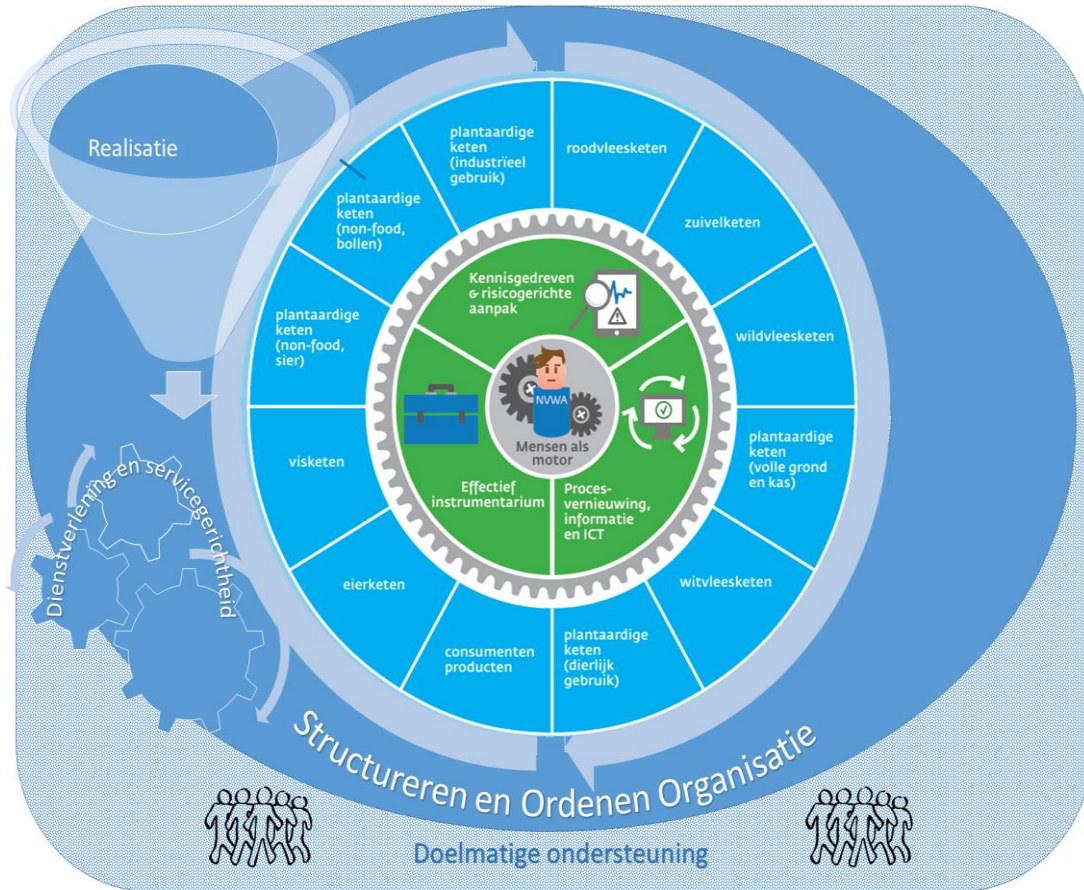 Realisatie
plantaardige
keten
(industrïeel
gebruik)
roodvleesketen
zuivelketen
wildvleesketen
plantaardige
keten
(volle grond
en kas)
witvleesketen
plantaardige
keten
(dierlijk
gebruik)
consumenten
producten
eierketen
visketen
plantaardige
keten
(non-food,
sier)
plantaardige
keten
(non-food,
bollen)
Kennisgedreven
& risicogerichte
aanpak
NVWA
Mensen als
motor
Effectief
instrumentarium
Proces-
vernieuwing,
informatie
en ICT
Dienstverlening en servicegerichtheid
Structureren en Ordenen Organisatie
Doelmatige ondersteuning